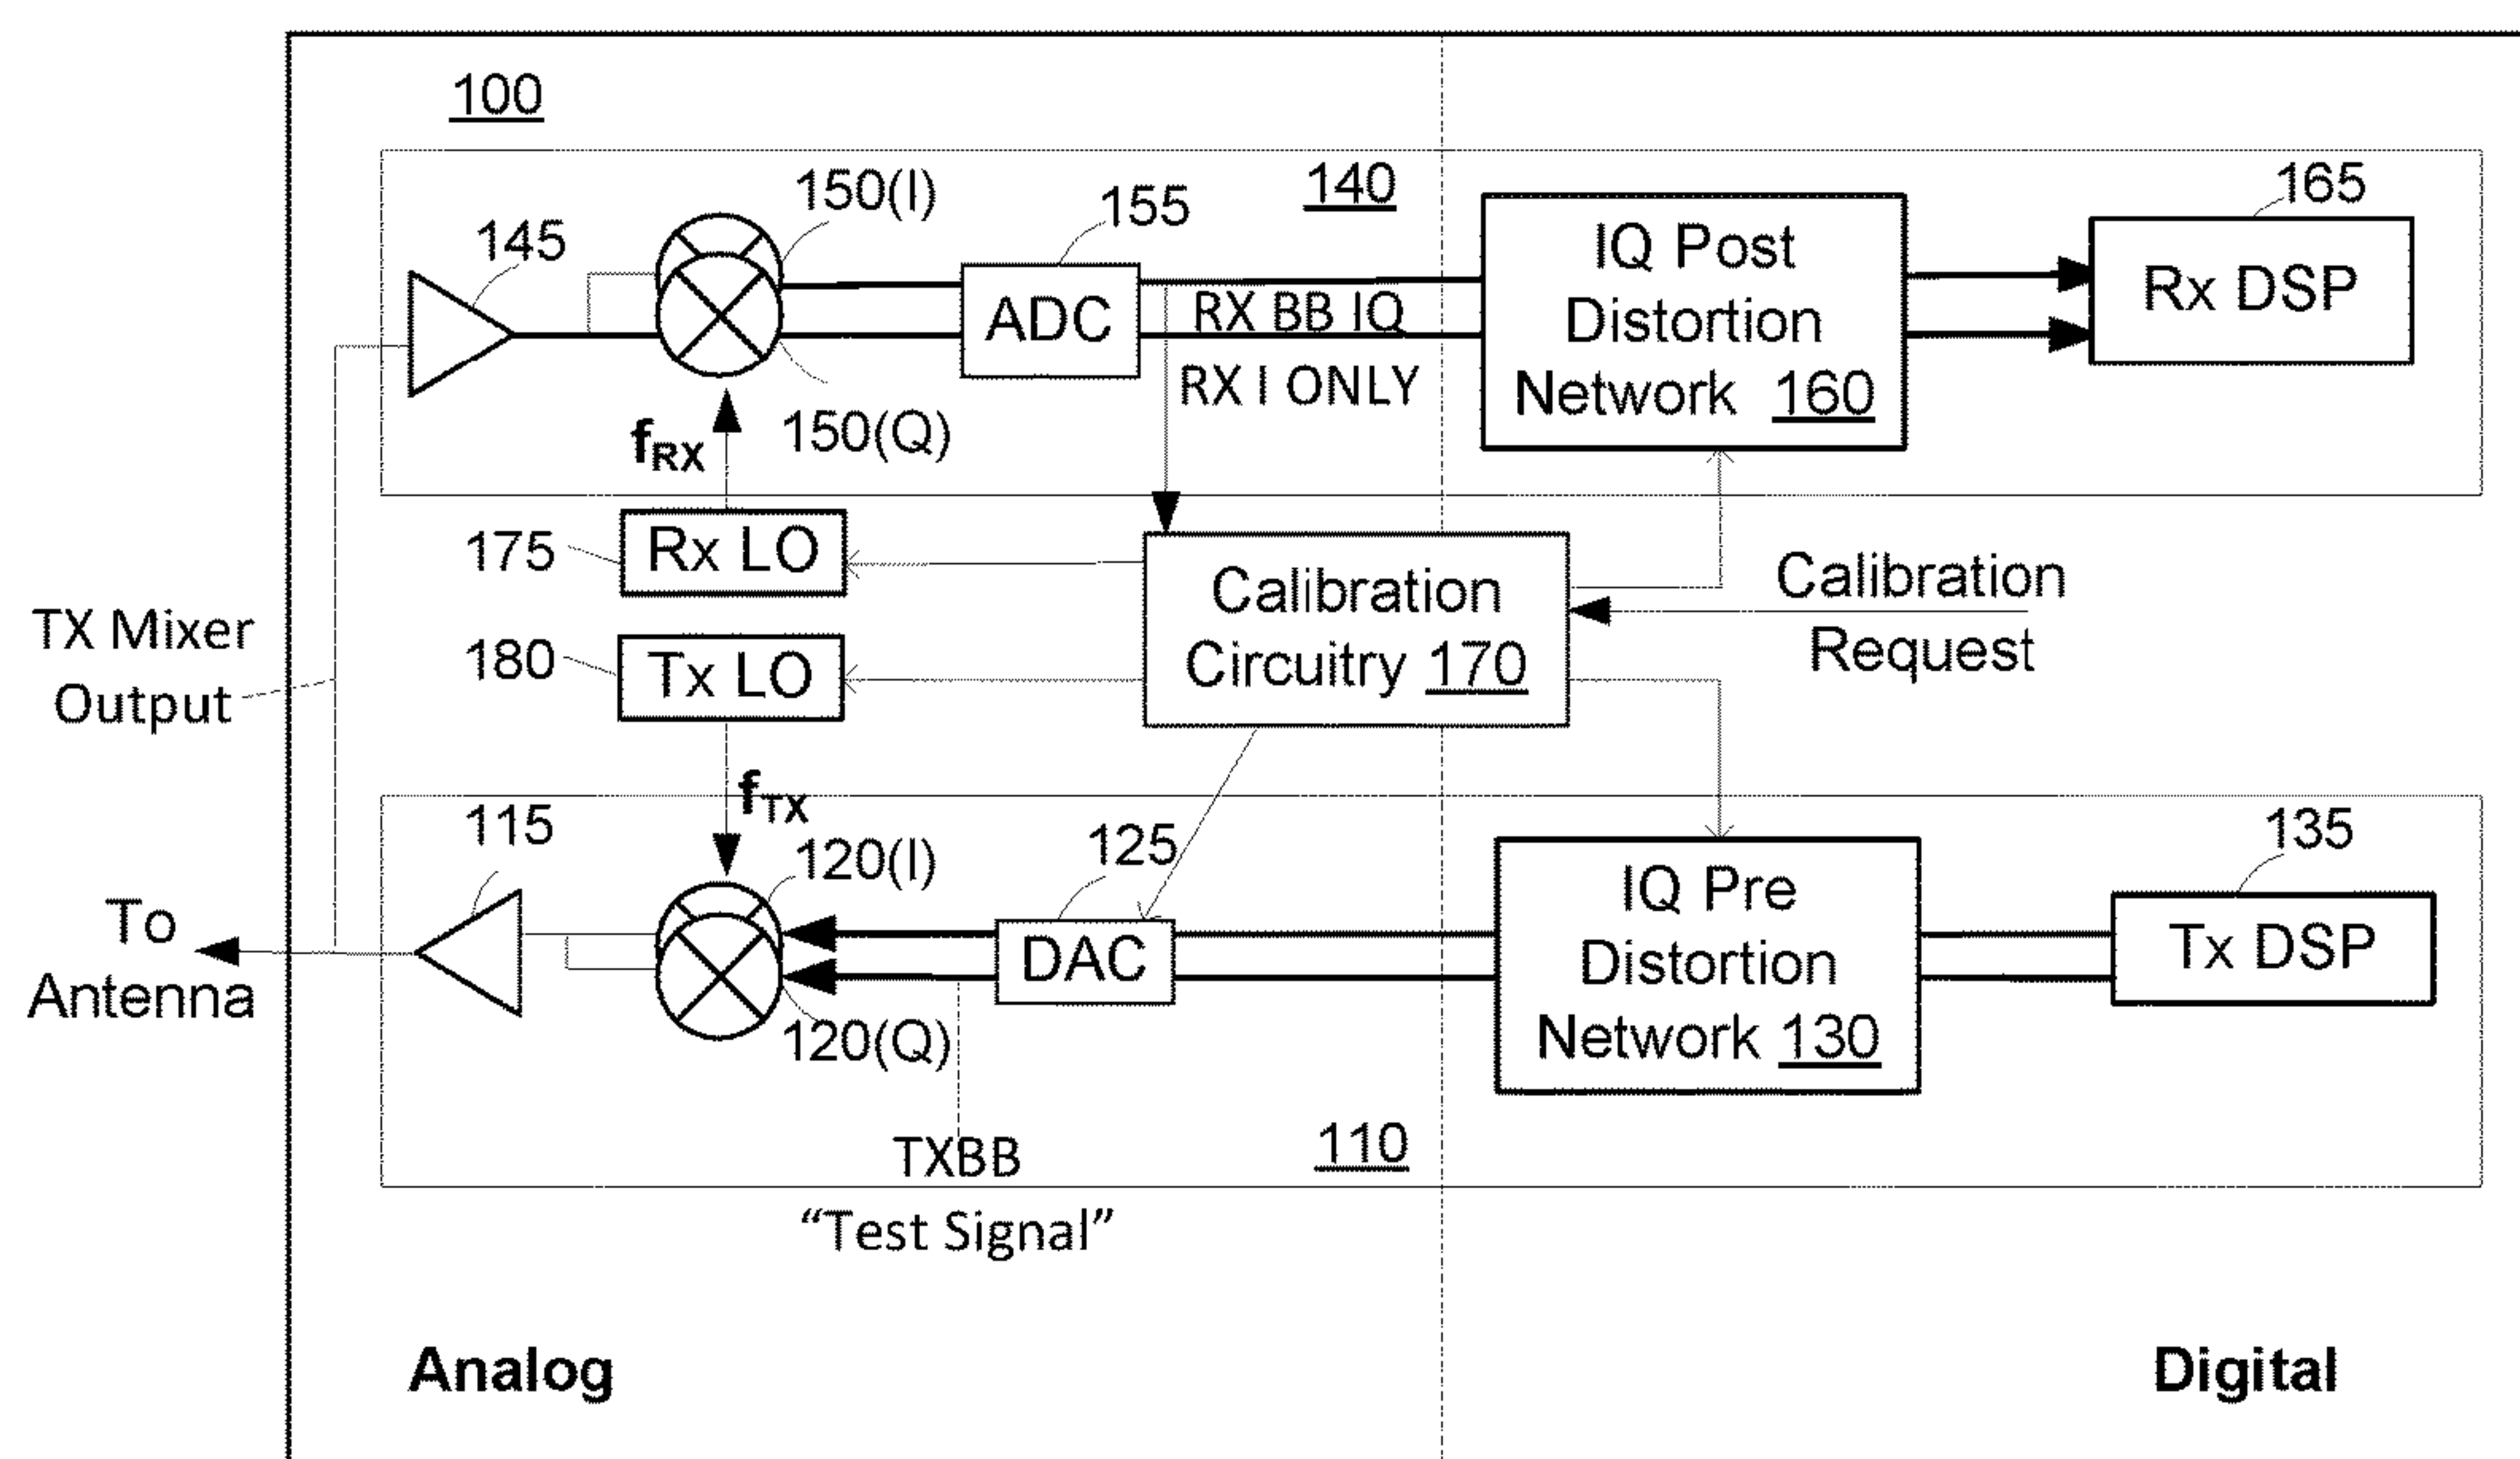 100
140
150(I)
155
165
145
IQ Post
Distortion
Network 160
Rx DSP
ADC
RX BB IQ
RX I ONLY
150(Q)
fRX
175
Rx LO
Calibration
Circuitry 170
Calibration
Request
TX Mixer
Output
180
Tx LO
fTX
115
120(I)
125
135
To
Antenna
DAC
IQ Pre
Distortion
Network 130
Tx DSP
120(Q)
TXBB
110
“Test Signal”
Analog
Digital